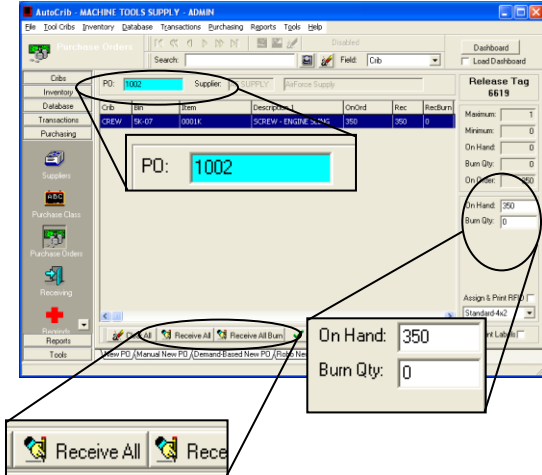 AutoCrib - MACHINE TOOLS SUPPLY - ADMIN
File Tool Cribs Inventory Database Transactions Purchasing Reports Tools Help
Purchase Orders
Disabled
Search: Field: Crib
Dashboard
Load Dashboard
Cribs
Inventory
Database
Transactions
Purchasing
Suppliers
Purchase Class
Purchase Orders
Receiving
Reports
Tools
PO: 1002 Supplier: SUPPLY AirForce Supply
Crib Bin Item Description 1 OnOrd Rec RecBurn
CREW SK-07 0001K SCREW - ENGINE 350 350 0
PO: 1002
Release Tag
6619
Maximum: 1
Minimum: 0
On Hand: 0
Burn Qty: 0
On Order: 350
On Hand: 350
Burn Qty: 0
Assign & Print RFID
Standard-4x2
Labels
All Receive All Receive All Burn
New PO Manual New PO Demand-Based New PO Robo
On Hand: 350
Burn Qty: 0
Receive All Rece